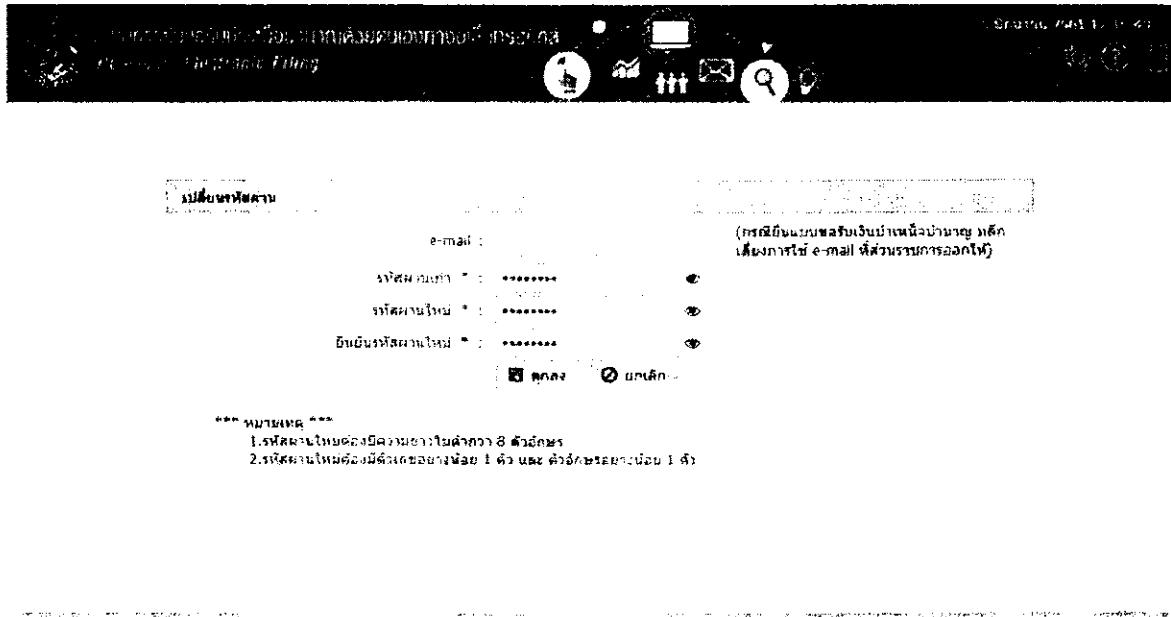 Electronic Filing
เปลี่ยนรหัสผ่าน
e-mail :
(กรณียื่นแบบขอรับเงินบำเหน็จบำนาญ หลีก
เลี่ยงการใช้ e-mail ที่ส่วนราชการออกให้)
รหัสผ่านเก่า * : ********
รหัสผ่านใหม่ * : ********
ยืนยันรหัสผ่านใหม่ * : ********
ตกลง ยกเลิก
*** หมายเหตุ ***
1.รหัสผ่านใหม่ต้องมีความยาวไม่ต่ำกว่า 8 ตัวอักษร
2.รหัสผ่านใหม่ต้องมีตัวเลขอย่างน้อย 1 ตัว และ ตัวอักษรอย่างน้อย 1 ตัว